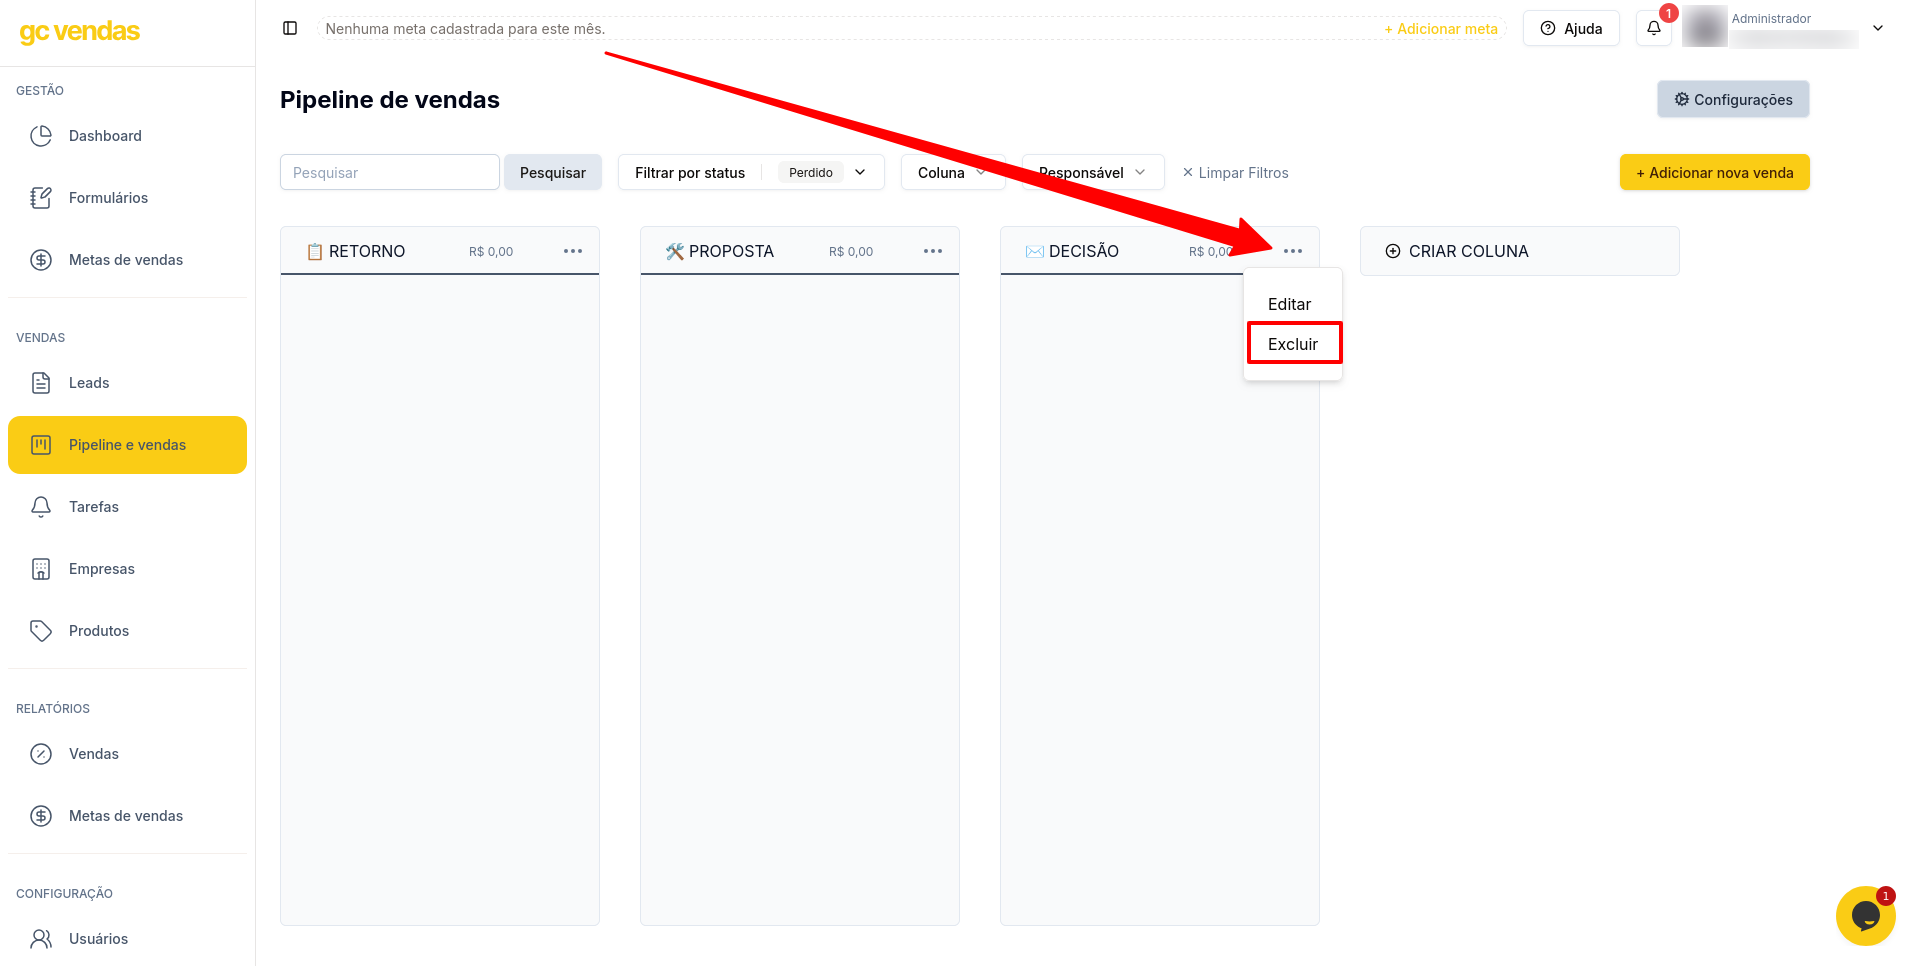 gc vendas
Nenhuma meta cadastrada para este mês.
+ Adicionar meta
Ajuda
1
Administrador
GESTÃO
Dashboard
Formulários
Metas de vendas
VENDAS
Leads
Pipeline e vendas
Tarefas
Empresas
Produtos
RELATÓRIOS
Vendas
Metas de vendas
CONFIGURAÇÃO
Usuários
Pipeline de vendas
Configurações
Pesquisar
Pesquisar
Filtrar por status
Perdido
Coluna
Responsável
× Limpar Filtros
+ Adicionar nova venda
RETORNO
R$ 0,00
PROPOSTA
R$ 0,00
DECISÃO
R$ 0,00
CRIAR COLUNA
Editar
Excluir
1